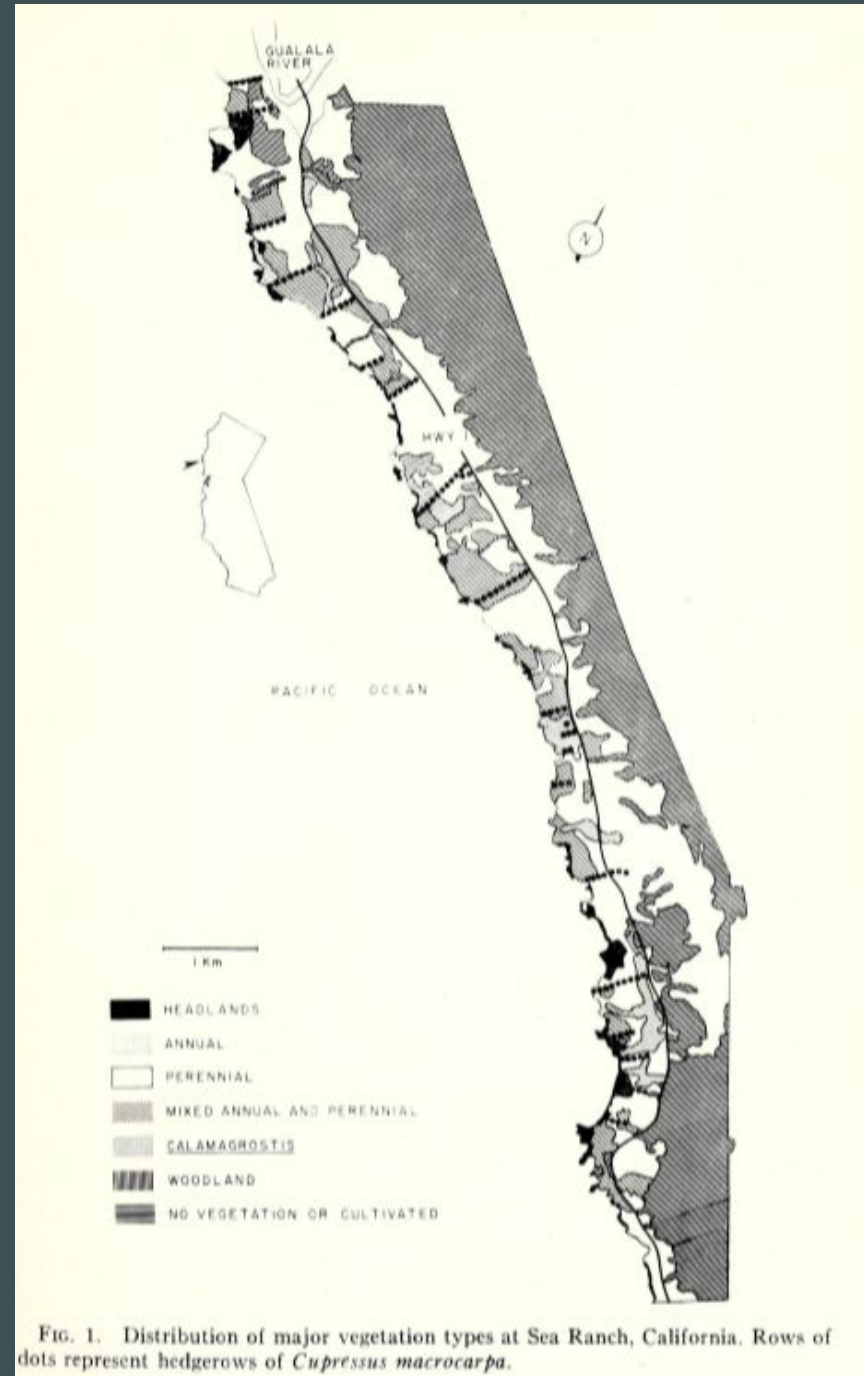 GUALALA
RIVER
N
HWY 1
PACIFIC OCEAN
1 Km
HEADLANDS
ANNUAL
PERENNIAL
MIXED ANNUAL AND PERENNIAL
CALAMAGROSTIS
WOODLAND
NO VEGETATION OR CULTIVATED
FIG. 1. Distribution of major vegetation types at Sea Ranch, California. Rows of
dots represent hedgerows of Cupressus macrocarpa.